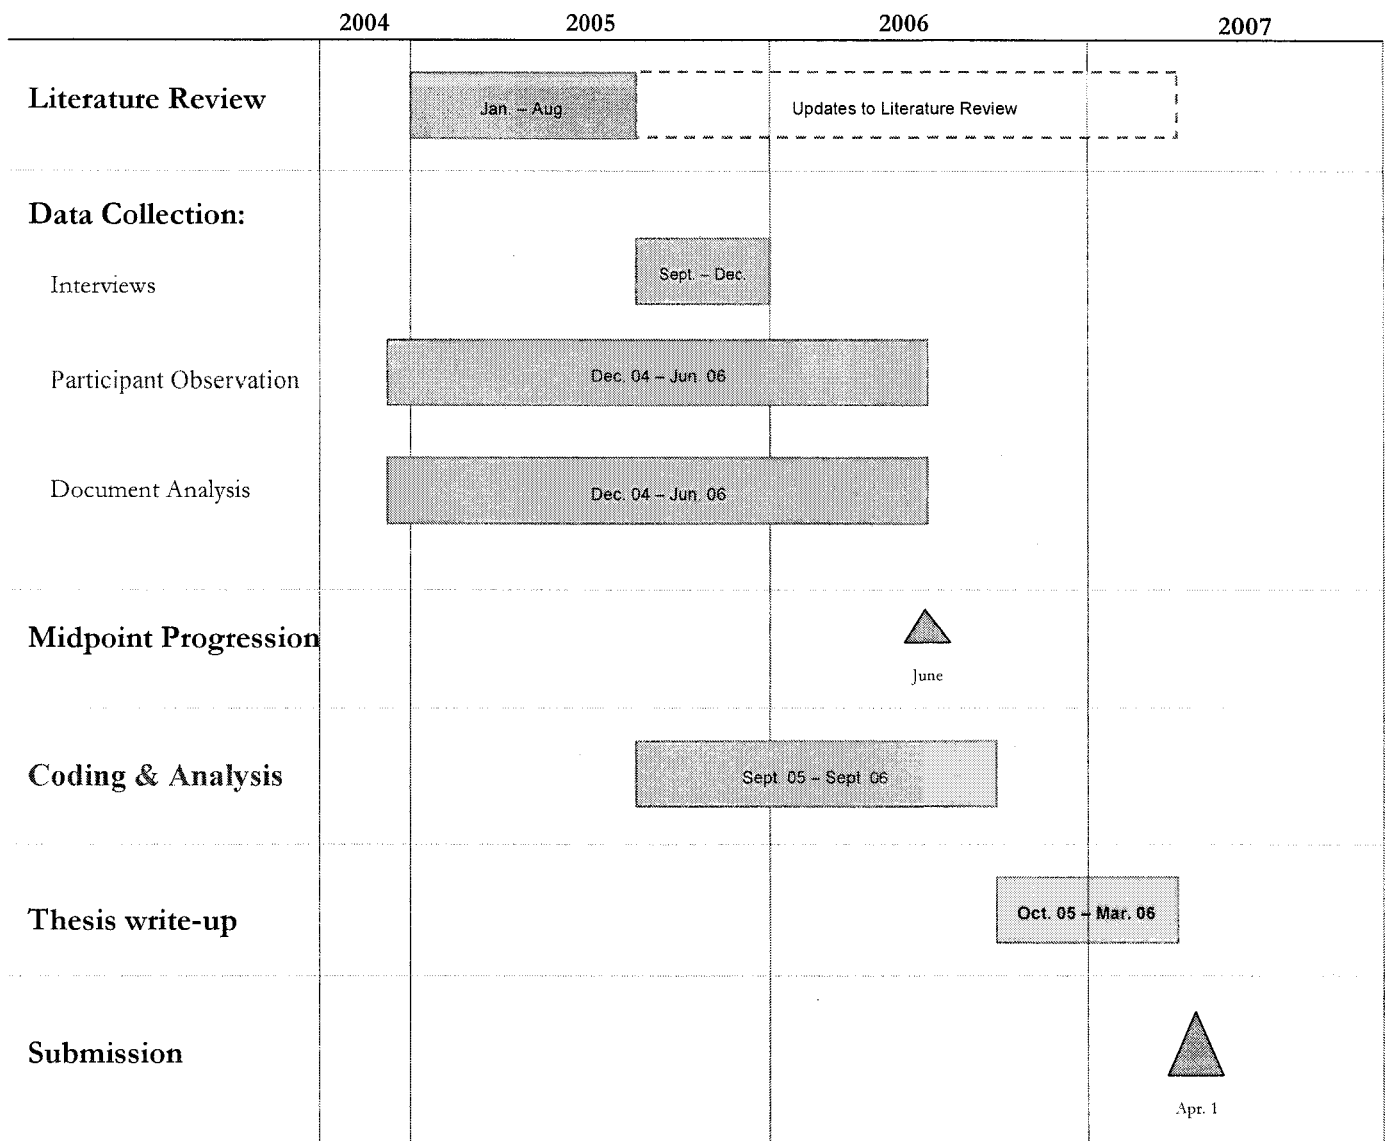 2004 2005 2006 2007
Literature Review
Jan. – Aug
Updates to Literature Review
Data Collection:
Interviews
Sept. – Dec.
Participant Observation
Dec. 04 – Jun. 06
Document Analysis
Dec. 04 – Jun. 06
Midpoint Progression
June
Coding & Analysis
Sept. 05 – Sept. 06
Thesis write-up
Oct. 05 – Mar. 06
Submission
Apr. 1